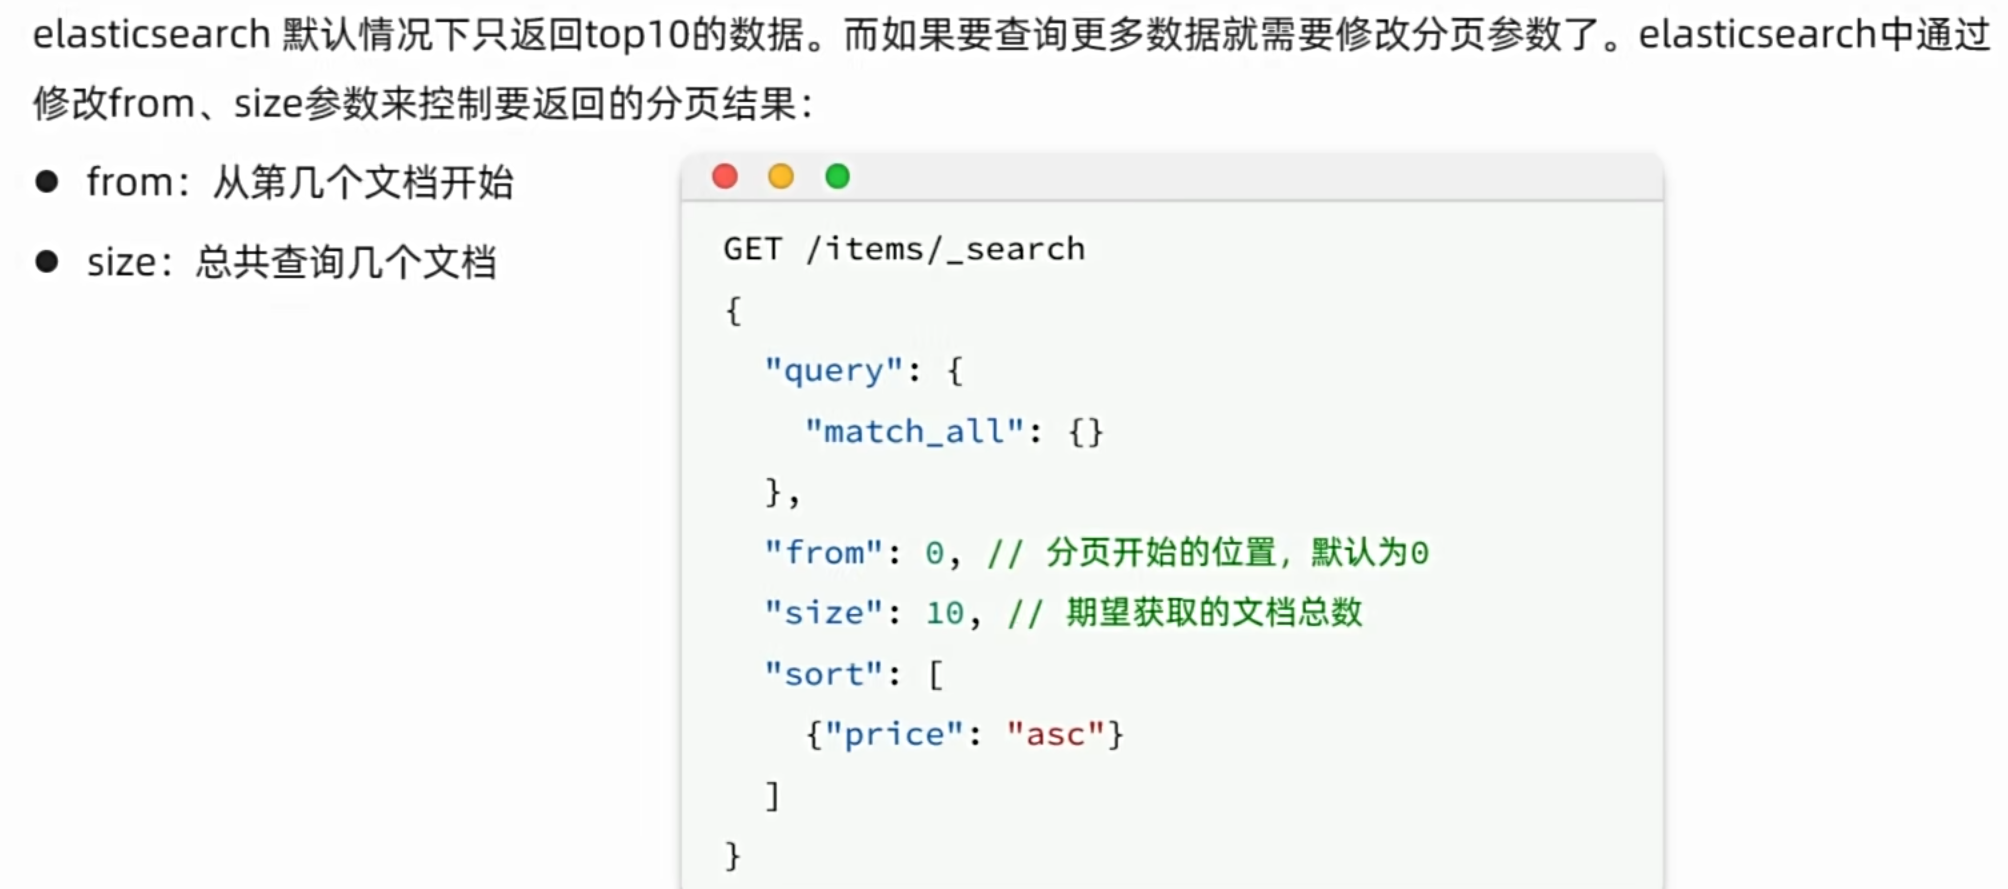 elasticsearch 默认情况下只返回top10的数据。而如果要查询更多数据就需要修改分页参数了。elasticsearch中通过
修改from、size参数来控制要返回的分页结果：
● from：从第几个文档开始
● size：总共查询几个文档
GET /items/_search
{
  "query": {
    "match_all": {}
  },
  "from": 0, // 分页开始的位置，默认为0
  "size": 10, // 期望获取的文档总数
  "sort": [
    {"price": "asc"}
  ]
}